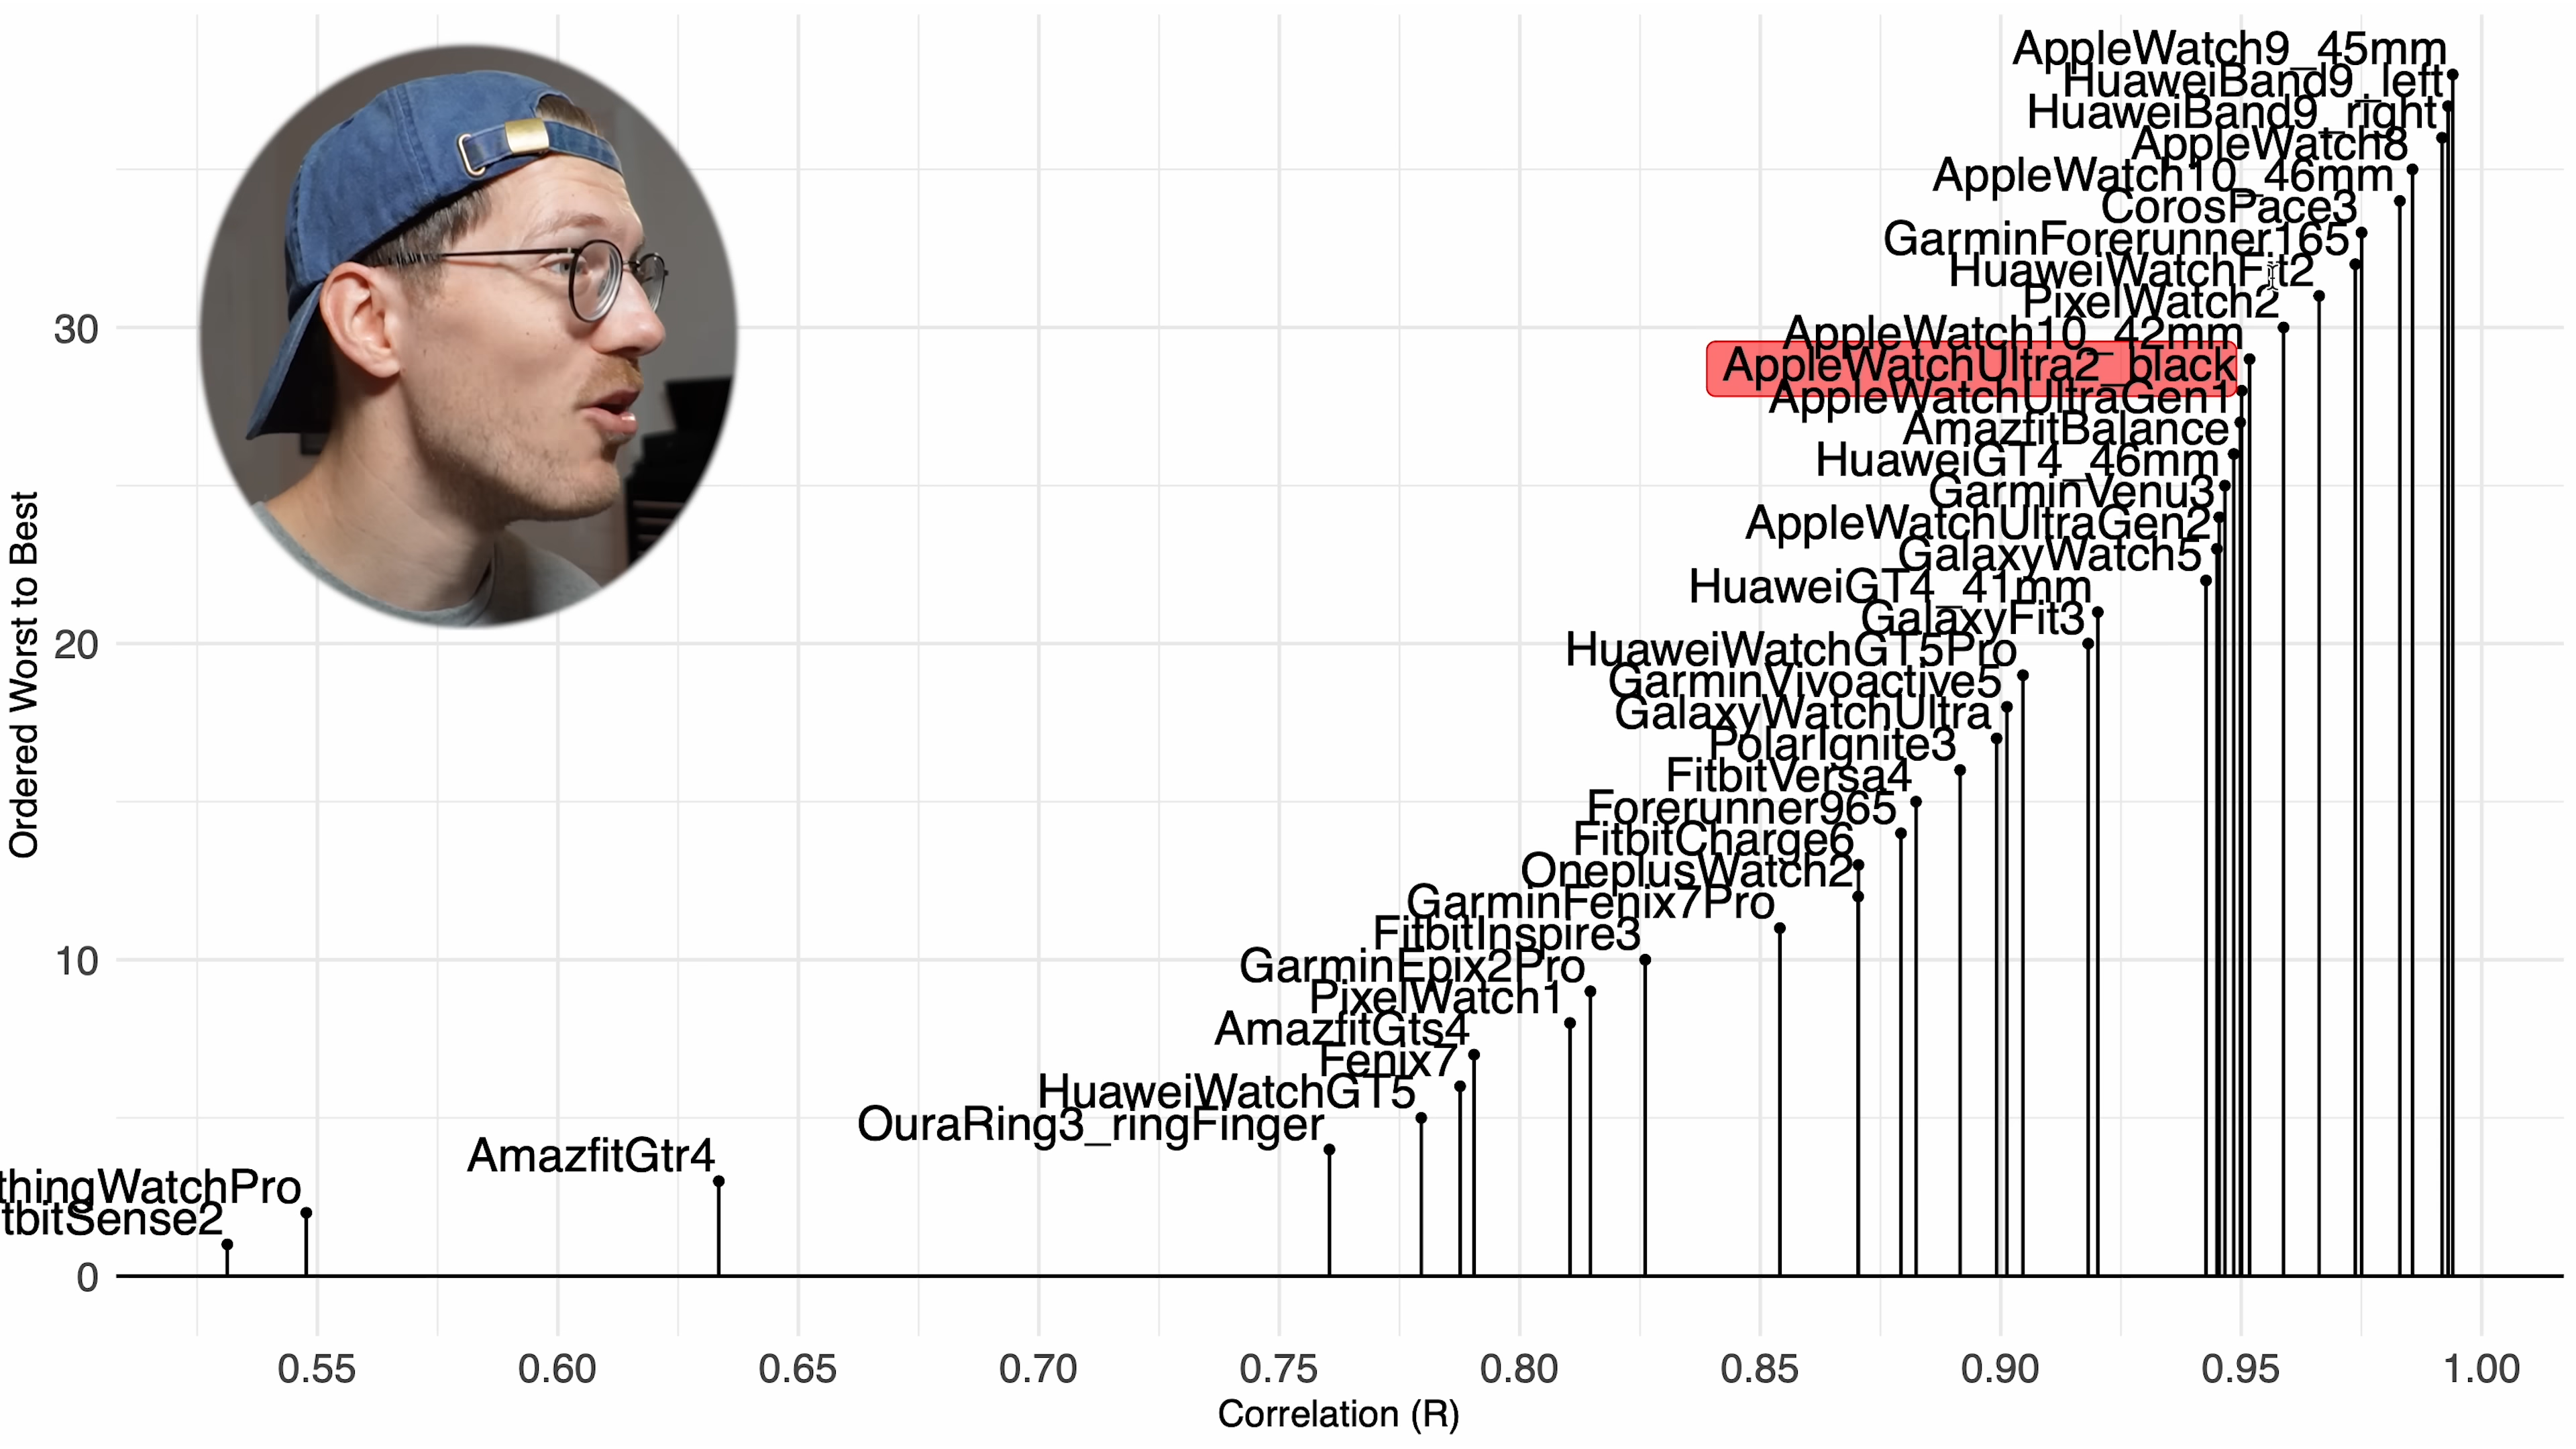 AppleWatch9_45mm
HuaweiBand9_left
HuaweiBand9_right
AppleWatch8
AppleWatch10_46mm
CorosPace3
GarminForerunner165
HuaweiWatchFit2
PixelWatch2
AppleWatch10_42mm
AppleWatchUltra2_black
AppleWatchUltraGen1
AmazfitBalance
HuaweiGT4_46mm
GarminVenu3
AppleWatchUltraGen2
GalaxyWatch5
HuaweiGT4_41mm
GalaxyFit3
HuaweiWatchGT5Pro
GarminVivoactive5
GalaxyWatchUltra
PolarIgnite3
FitbitVersa4
Forerunner965
FitbitCharge6
OneplusWatch2
GarminFenix7Pro
FitbitInspire3
GarminEpix2Pro
PixelWatch1
AmazfitGts4
Fenix7
HuaweiWatchGT5
OuraRing3_ringFinger
AmazfitGtr4
thingWatchPro
tbitSense2
Ordered Worst to Best
30
20
10
0
0.55 0.60 0.65 0.70 0.75 0.80 0.85 0.90 0.95 1.00
Correlation (R)